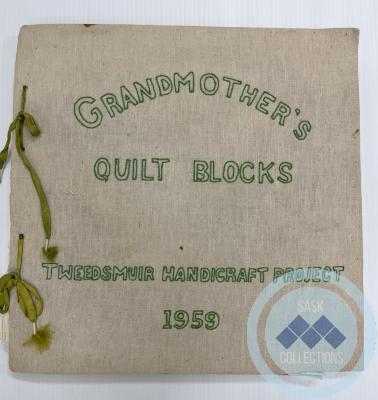 GRANDMOTHER'S
QUILT BLOCKS
TWEEDSMUIR HANDICRAFT PROJECT
1959
SASK
COLLECTIONS